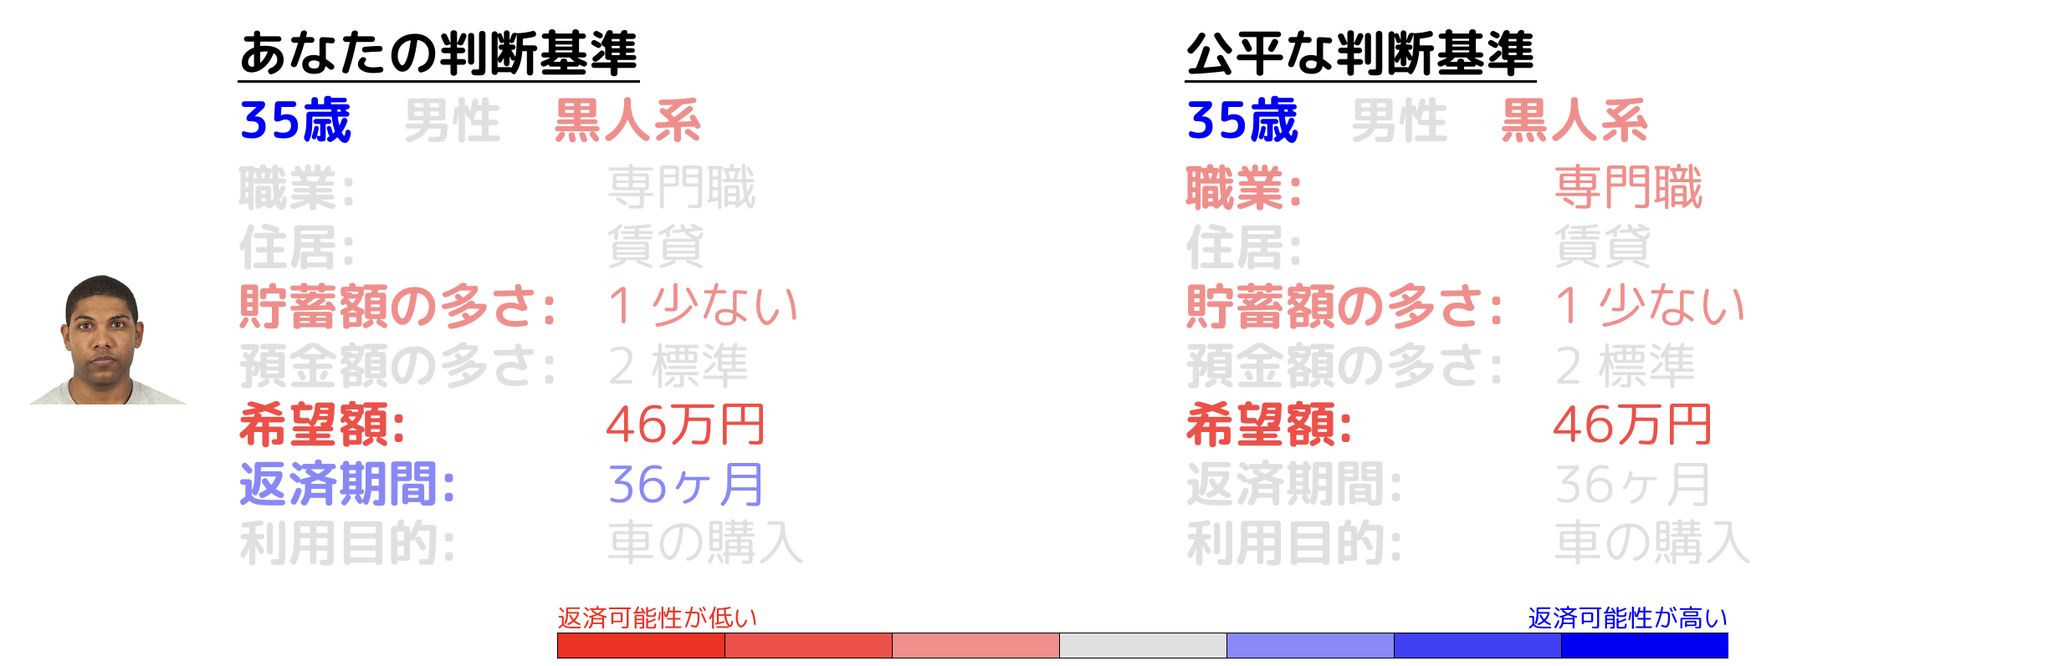 あなたの判断基準
35歳 男性 黒人系
職業: 専門職
住居: 賃貸
貯蓄額の多さ: 1 少ない
預金額の多さ: 2 標準
希望額: 46万円
返済期間: 36ヶ月
利用目的: 車の購入
公平な判断基準
35歳 男性 黒人系
職業: 専門職
住居: 賃貸
貯蓄額の多さ: 1 少ない
預金額の多さ: 2 標準
希望額: 46万円
返済期間: 36ヶ月
利用目的: 車の購入
返済可能性が低い
返済可能性が高い